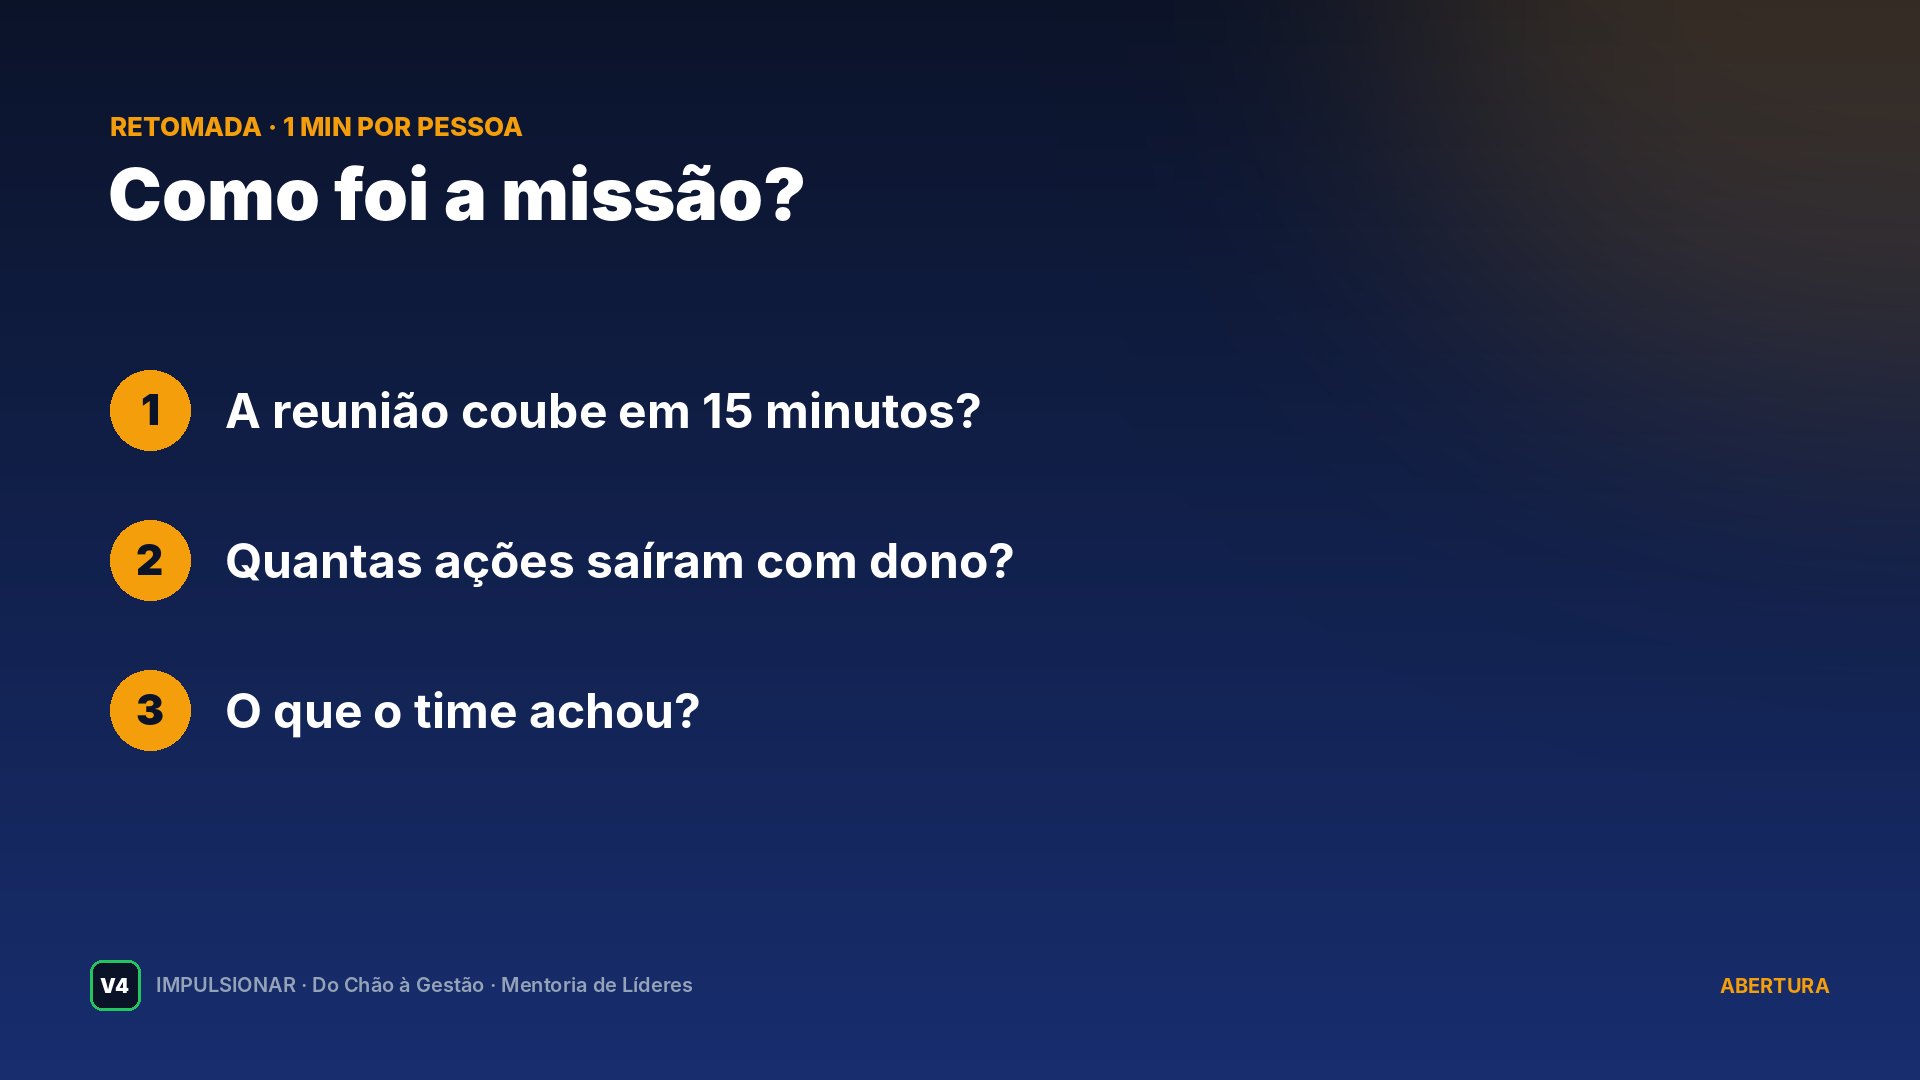 RETOMADA · 1 MIN POR PESSOA
Como foi a missão?
1 A reunião coube em 15 minutos?
2 Quantas ações saíram com dono?
3 O que o time achou?
V4 IMPULSIONAR · Do Chão à Gestão · Mentoria de Líderes
ABERTURA